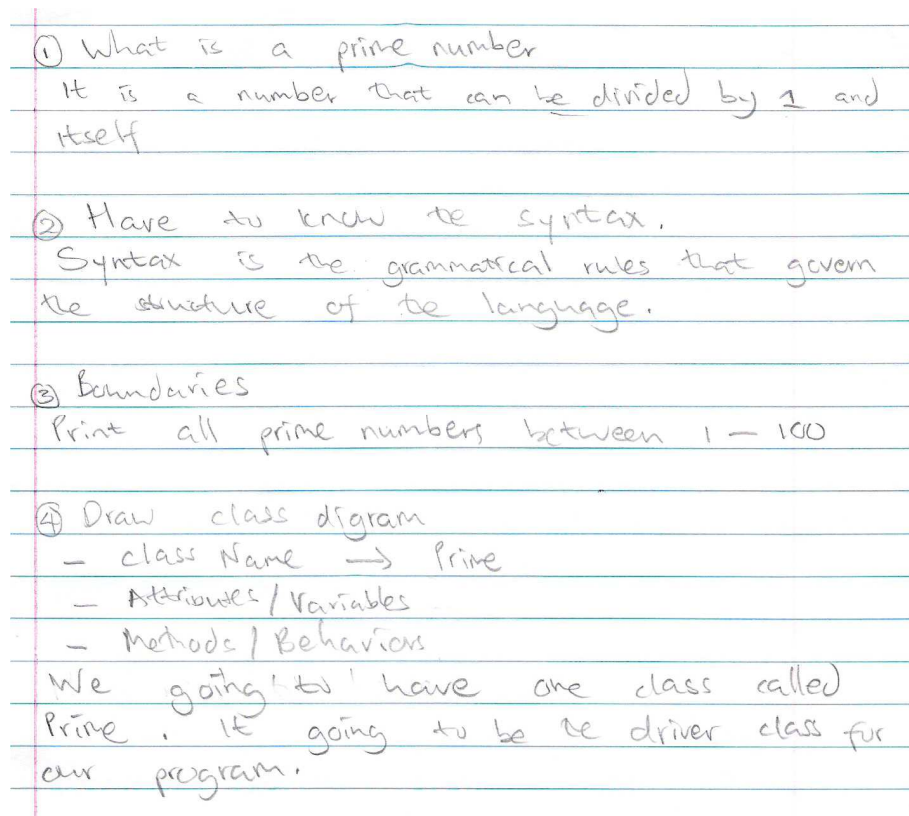 ① What is a prime number
It is a number that can be divided by 1 and
itself
② Have to know te syntax.
Syntax is the grammatical rules that govern
the structure of te language.
③ Boundaries
Print all prime numbers between 1 – 100
④ Draw class digram
– class Name → Prime
– Attributes / Variables
– Methods / Behaviors
We going to have one class called
Prime. It going to be te driver class for
our program.